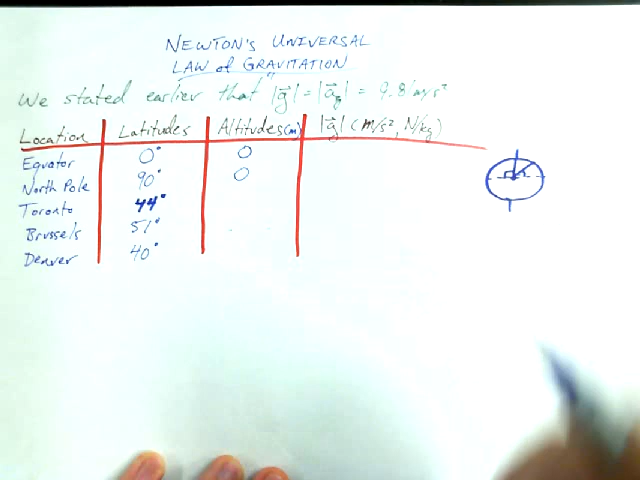 NEWTON'S UNIVERSAL
LAW of GRAVITATION
We stated earlier that |g⃗| = |a⃗g| = 9.8 m/s²
Location Latitudes Altitudes(m) |g⃗| (m/s², N/kg)
Equator 0° 0
North Pole 90° 0
Toronto 44°
Brussels 51°
Denver 40°